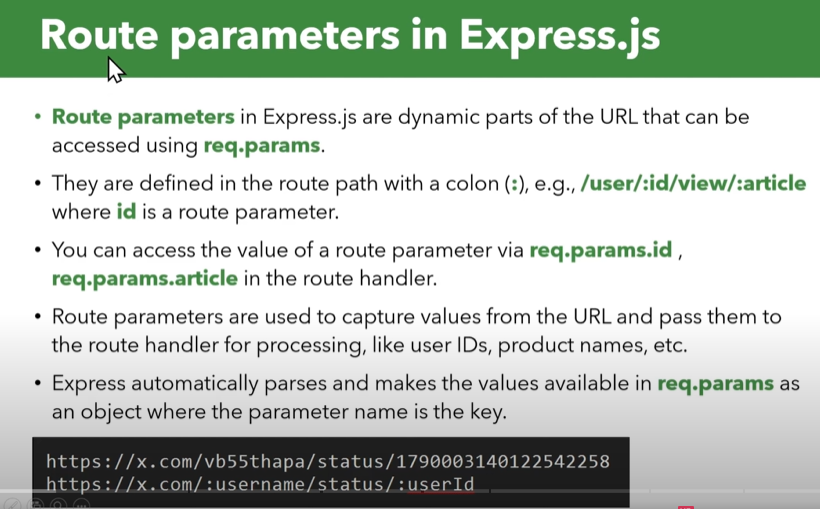 Route parameters in Express.js
• Route parameters in Express.js are dynamic parts of the URL that can be
accessed using req.params.
• They are defined in the route path with a colon (:), e.g., /user/:id/view/:article
where id is a route parameter.
• You can access the value of a route parameter via req.params.id ,
req.params.article in the route handler.
• Route parameters are used to capture values from the URL and pass them to
the route handler for processing, like user IDs, product names, etc.
• Express automatically parses and makes the values available in req.params as
an object where the parameter name is the key.
https://x.com/vb55thapa/status/1790003140122542258
https://x.com/:username/status/:userId